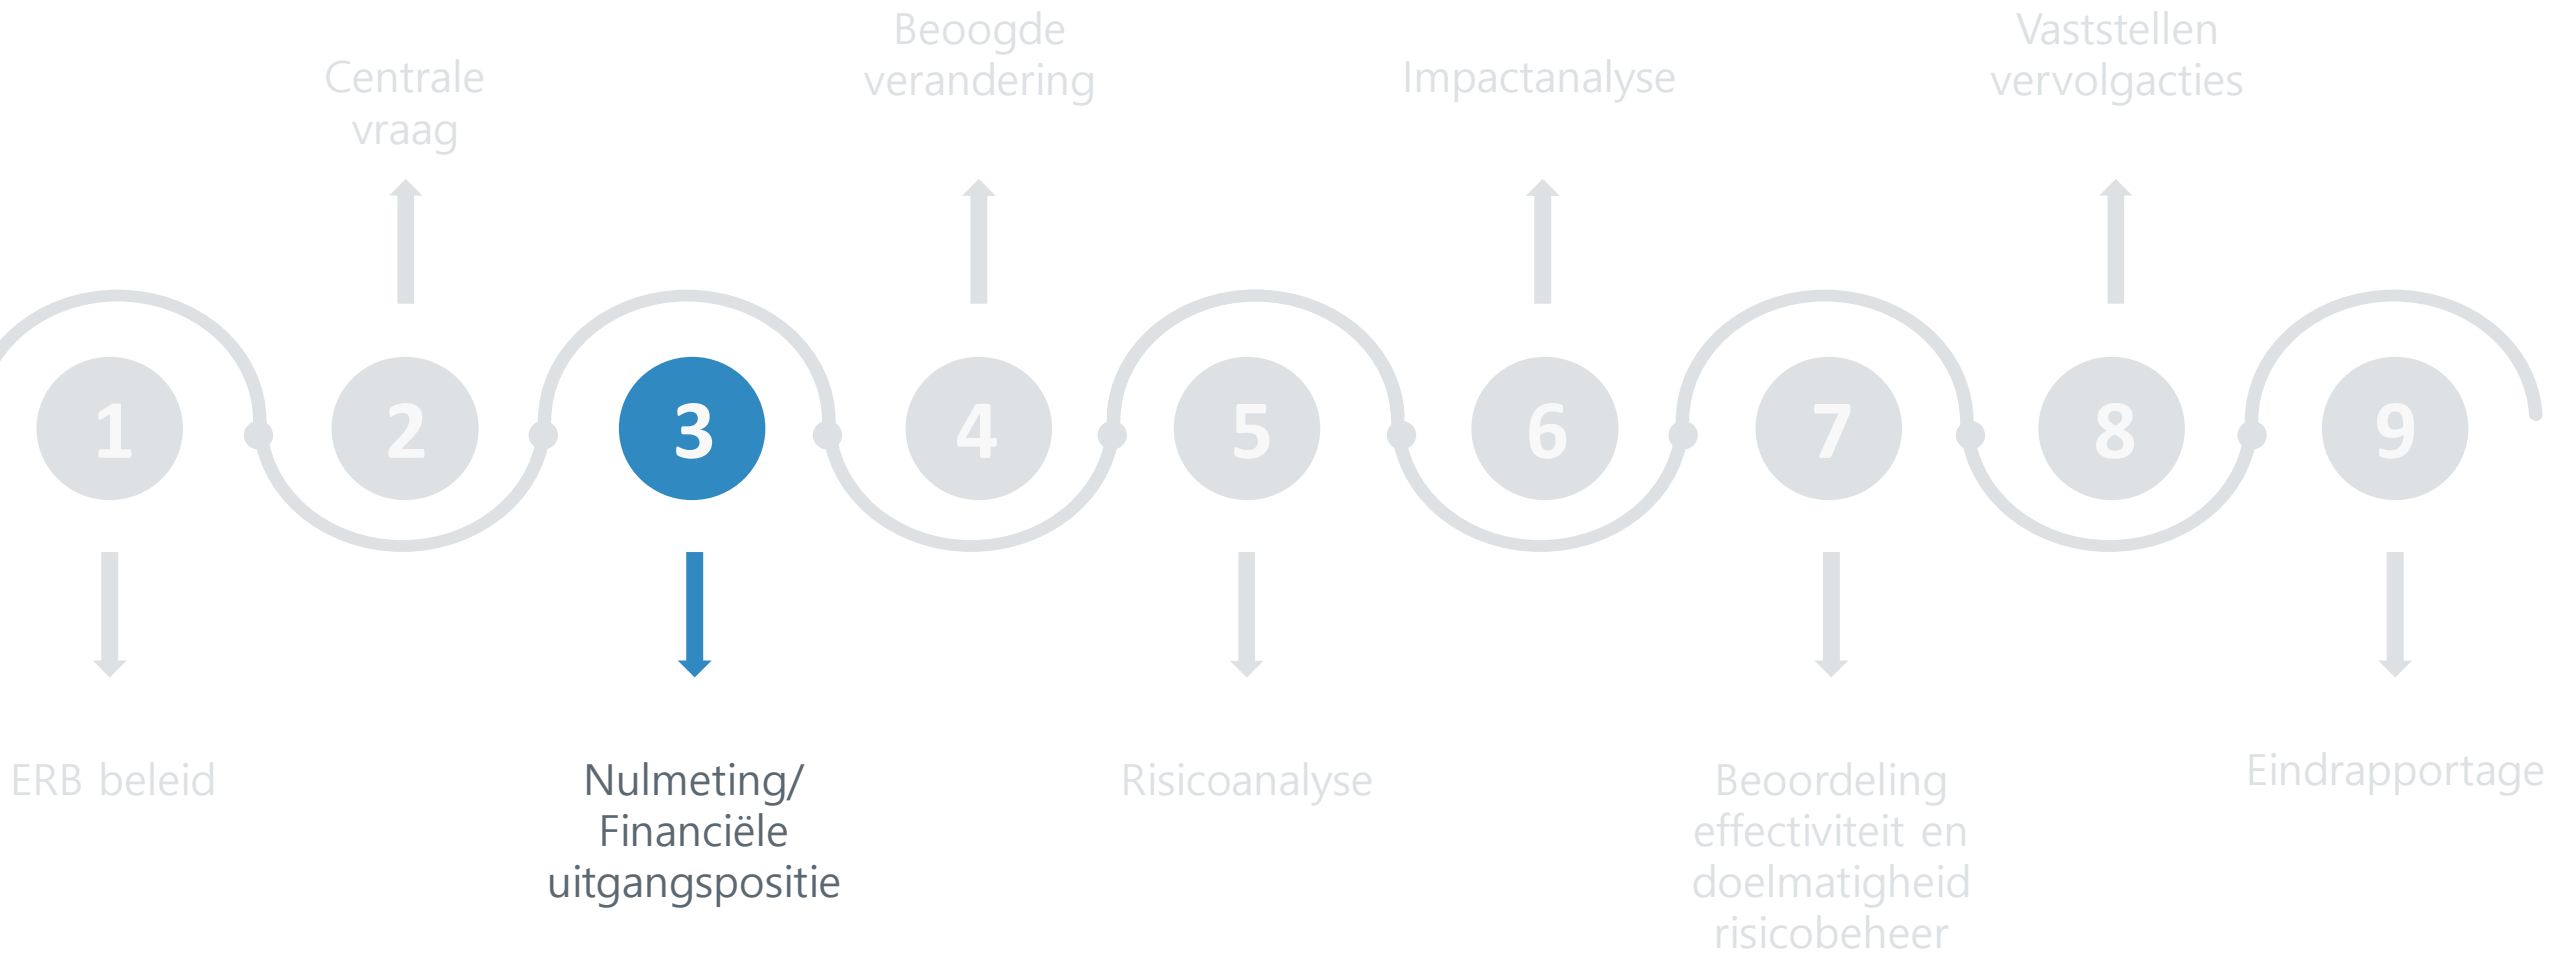 Centrale
vraag
Beoogde
verandering
Impactanalyse
Vaststellen
vervolgacties
1
2
3
4
5
6
7
8
9
ERB beleid
Nulmeting/
Financiële
uitgangspositie
Risicoanalyse
Beoordeling
effectiviteit en
doelmatigheid
risicobeheer
Eindrapportage